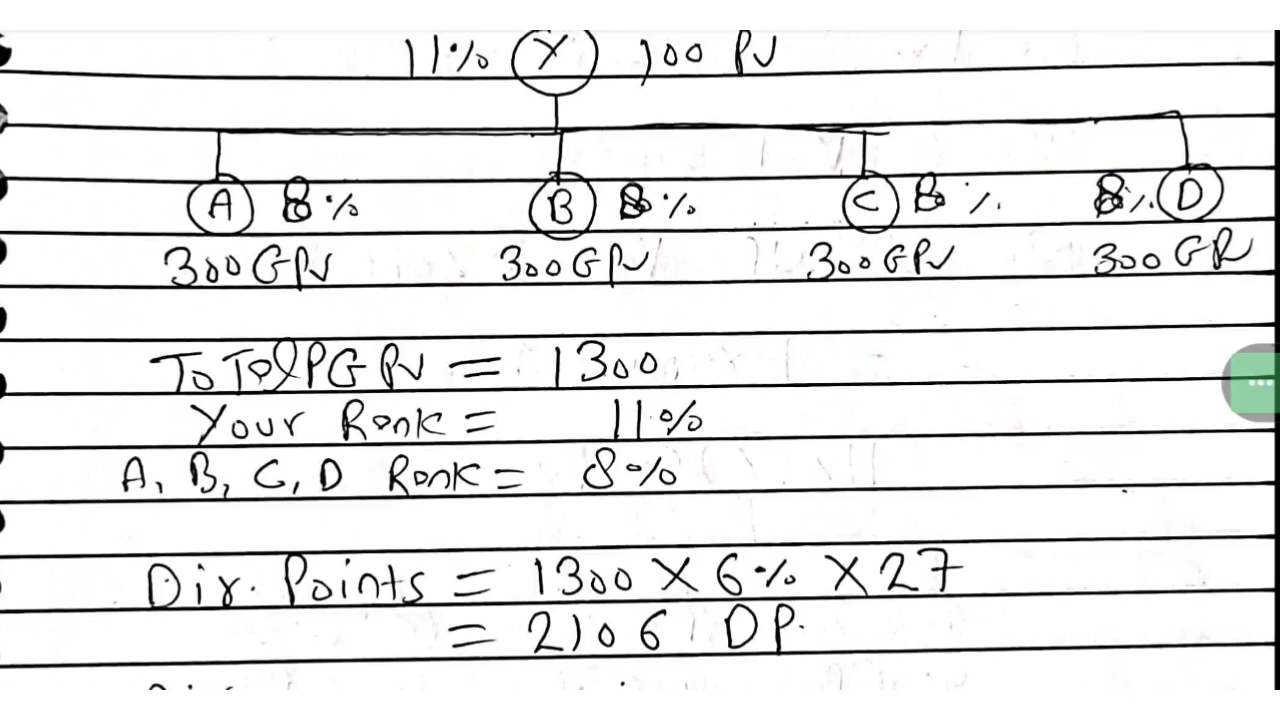 11% Y 100 PV
A 8% B 8% C 8% 8% D
300 GPV 300 GPV 300 GPV 300 GPV
Total PGPV = 1300
Your Rank = 11%
A, B, C, D Rank = 8%
Dir. Points = 1300 X 6% X 27
= 2106 DP.